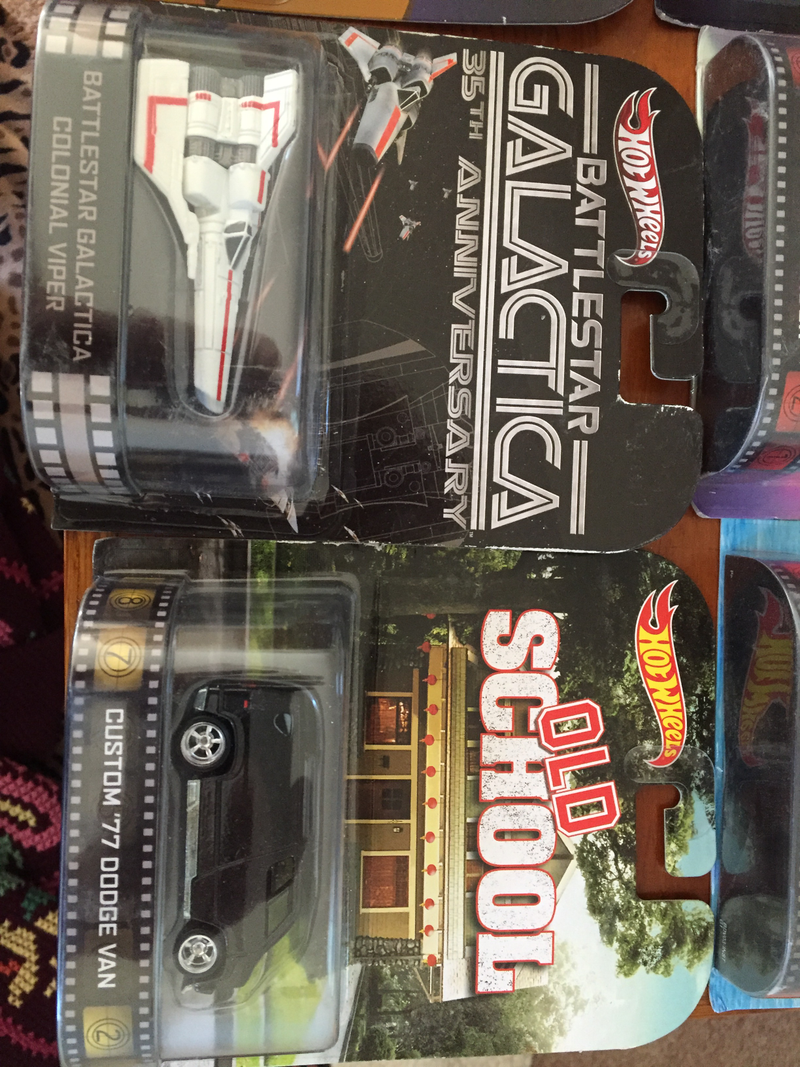 HOT WHEELS
BATTLESTAR
GALACTICA
35TH ANNIVERSARY
BATTLESTAR GALACTICA
COLONIAL VIPER
HOT WHEELS
OLD
SCHOOL
8 7 CUSTOM '77 DODGE VAN 2